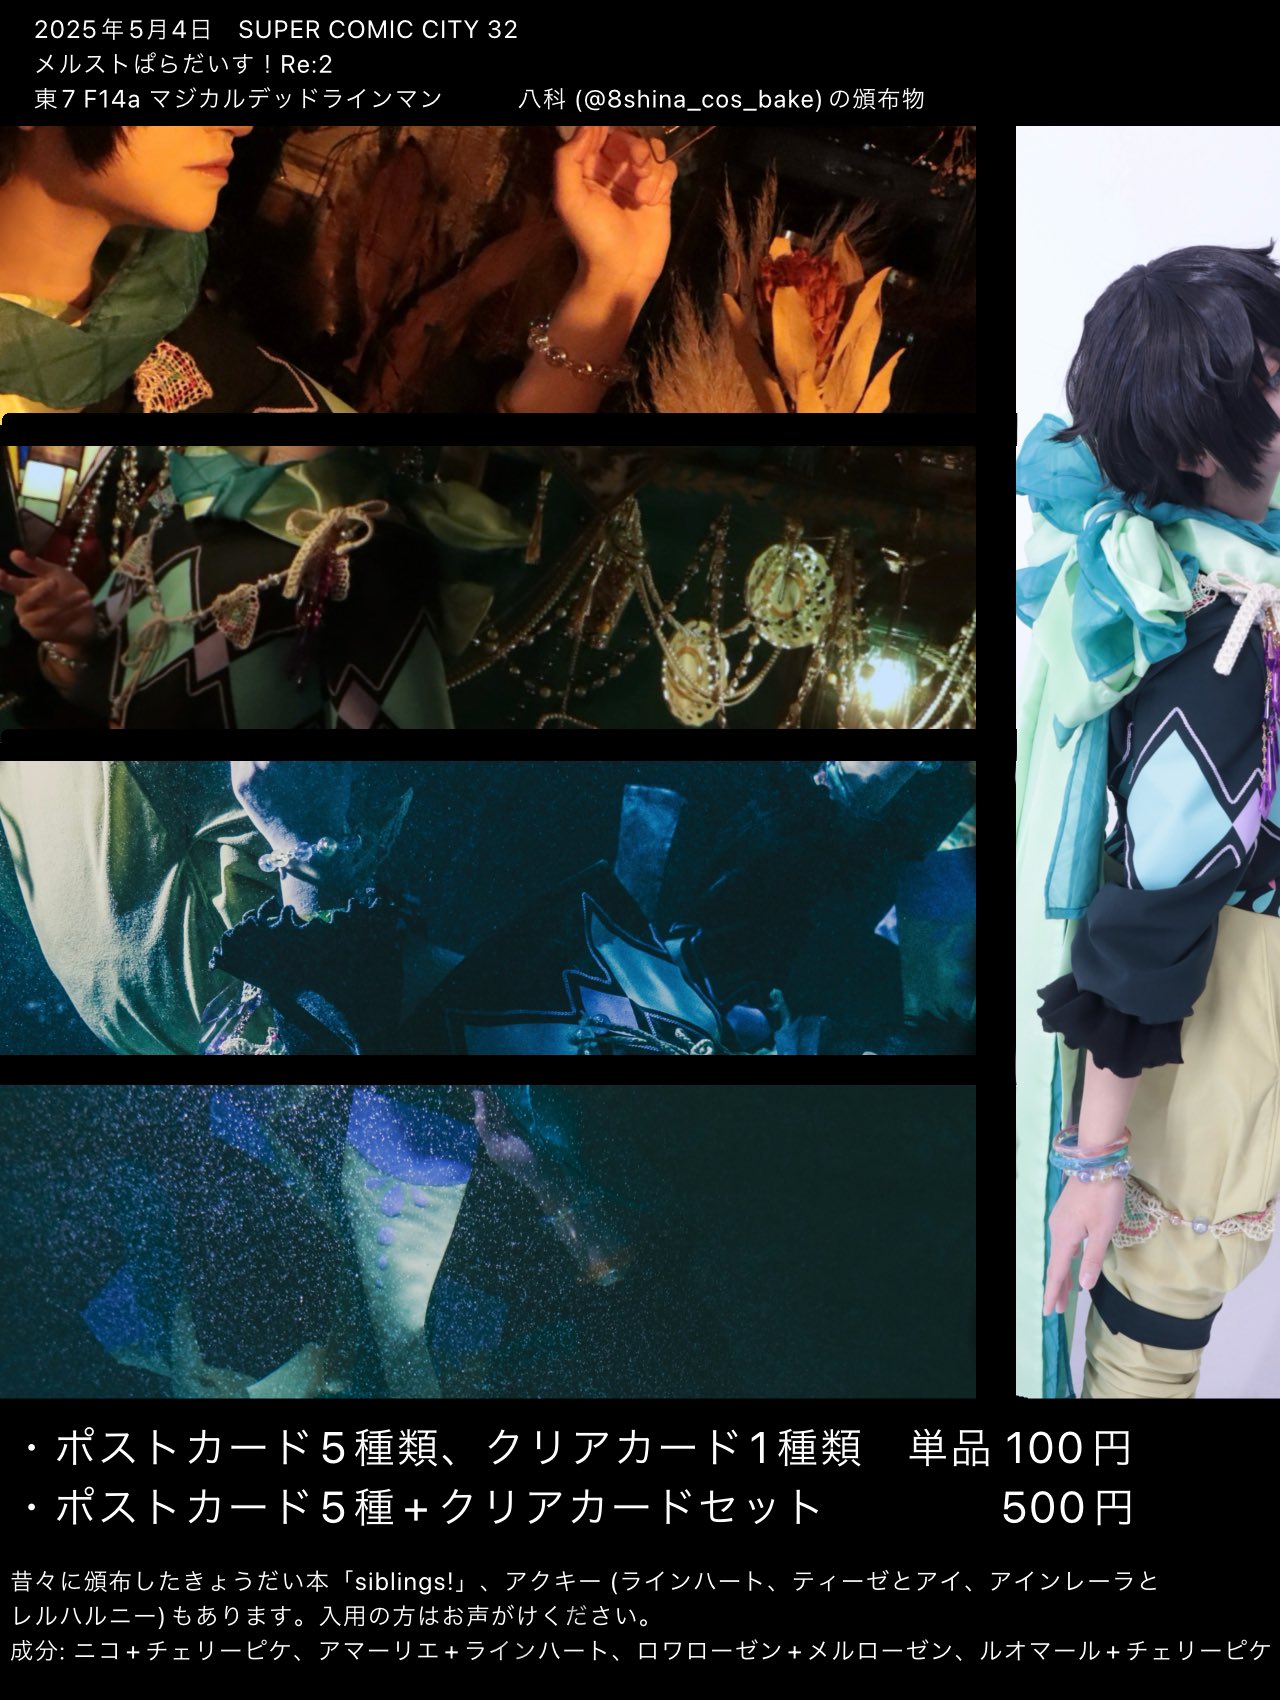 2025年5月4日　SUPER COMIC CITY 32
メルストぱらだいす！Re:2
東7 F14a マジカルデッドラインマン　　八科 (@8shina_cos_bake)の頒布物
・ポストカード5種類、クリアカード1種類　単品 100円
・ポストカード5種+クリアカードセット　　　　500円
昔々に頒布したきょうだい本「siblings!」、アクキー (ラインハート、ティーゼとアイ、アインレーラと
レルハルニー)もあります。入用の方はお声がけください。
成分: ニコ+チェリーピケ、アマーリエ+ラインハート、ロワローゼン+メルローゼン、ルオマール+チェリーピケ